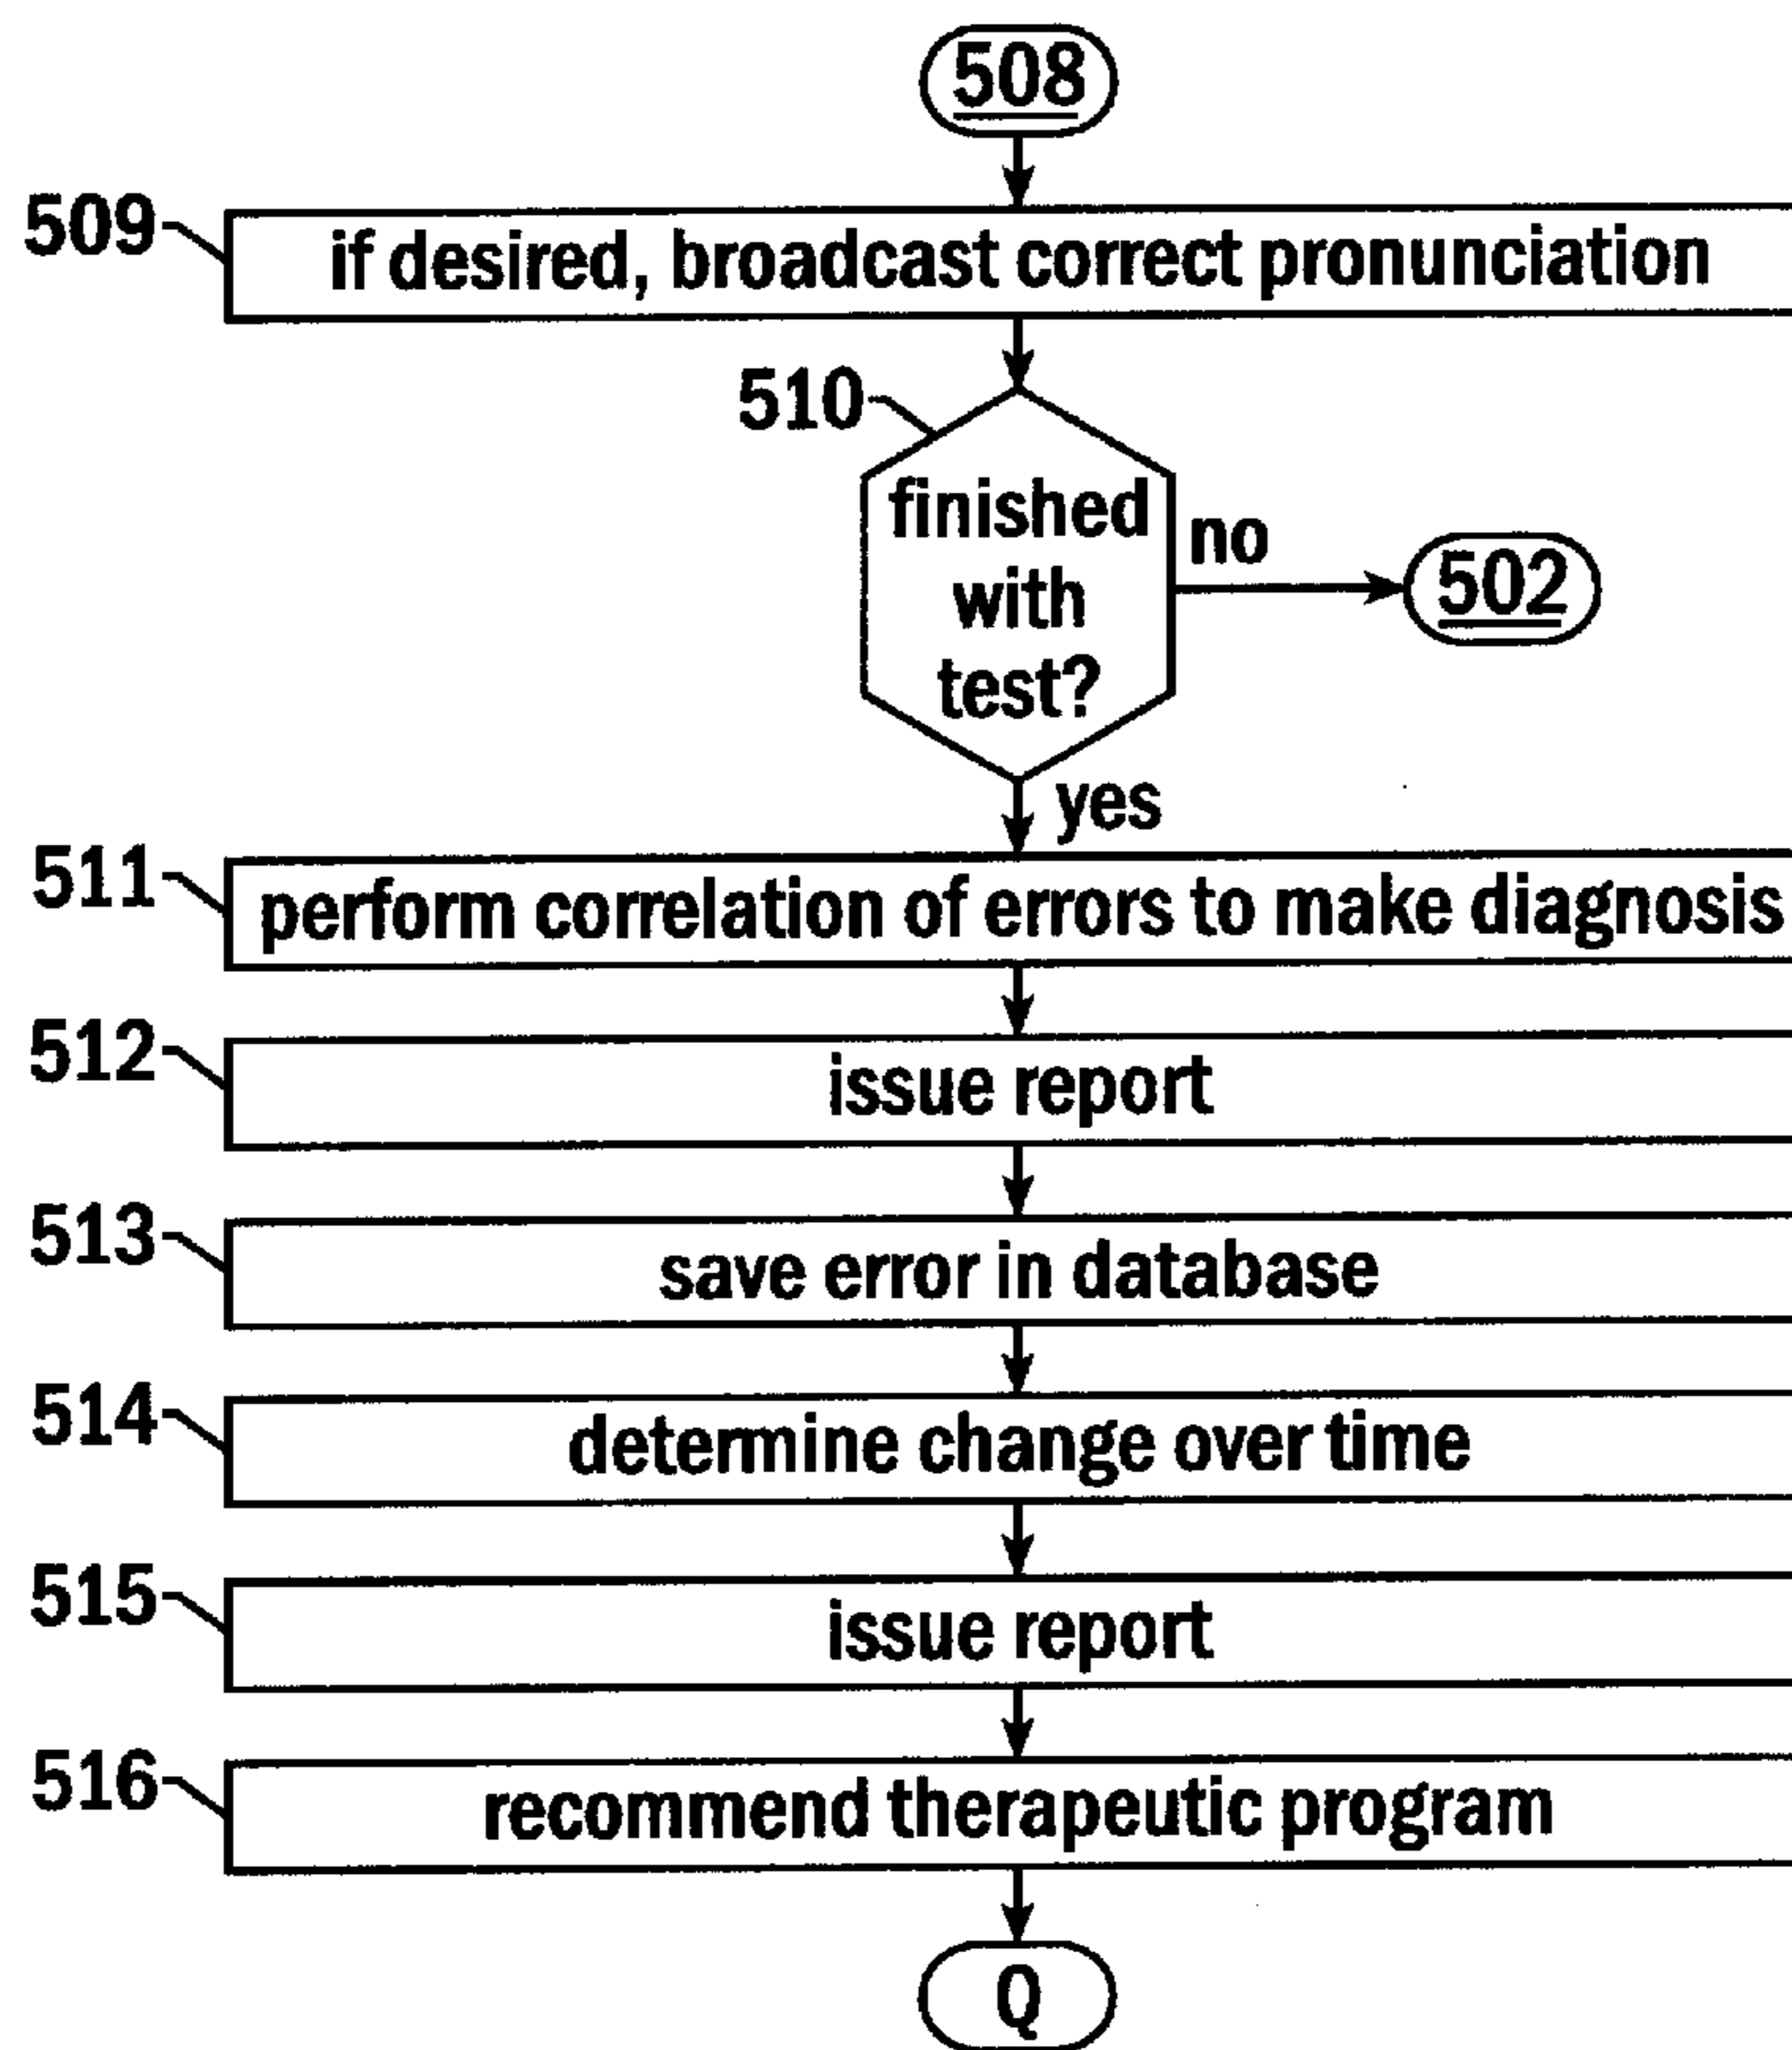 508
509
if desired, broadcast correct pronunciation
510
finished
with
test?
no
502
yes
511
perform correlation of errors to make diagnosis
512
issue report
513
save error in database
514
determine change over time
515
issue report
516
recommend therapeutic program
Q